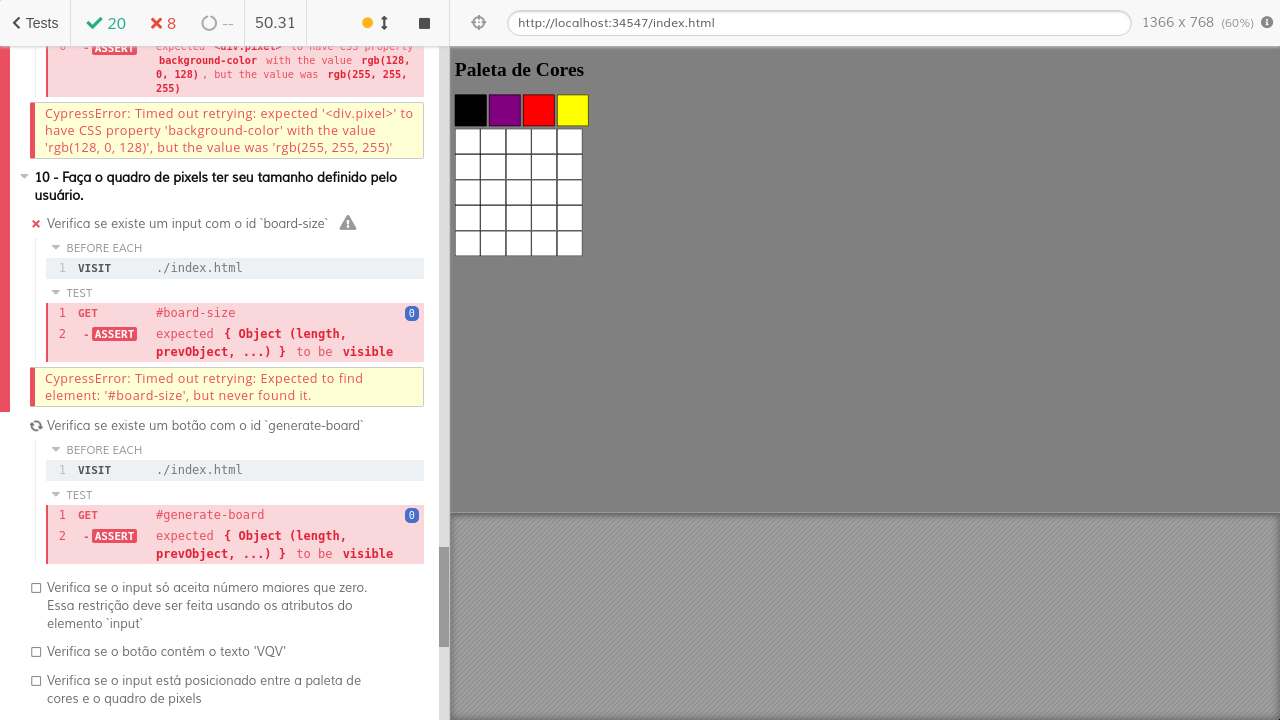 Tests 20 8 -- 50.31
http://localhost:34547/index.html 1366 x 768 (60%)
6 - ASSERT expected <div.pixel> to have CSS property
background-color with the value rgb(128,
0, 128) , but the value was rgb(255, 255,
255)
CypressError: Timed out retrying: expected '<div.pixel>' to
have CSS property 'background-color' with the value
'rgb(128, 0, 128)', but the value was 'rgb(255, 255, 255)'
10 - Faça o quadro de pixels ter seu tamanho definido pelo
usuário.
Verifica se existe um input com o id `board-size`
BEFORE EACH
1 VISIT ./index.html
TEST
1 GET #board-size 0
2 - ASSERT expected { Object (length,
prevObject, ...) } to be visible
CypressError: Timed out retrying: Expected to find
element: '#board-size', but never found it.
Verifica se existe um botão com o id `generate-board`
BEFORE EACH
1 VISIT ./index.html
TEST
1 GET #generate-board 0
2 - ASSERT expected { Object (length,
prevObject, ...) } to be visible
Verifica se o input só aceita número maiores que zero.
Essa restrição deve ser feita usando os atributos do
elemento `input`
Verifica se o botão contém o texto 'VQV'
Verifica se o input está posicionado entre a paleta de
cores e o quadro de pixels
Paleta de Cores